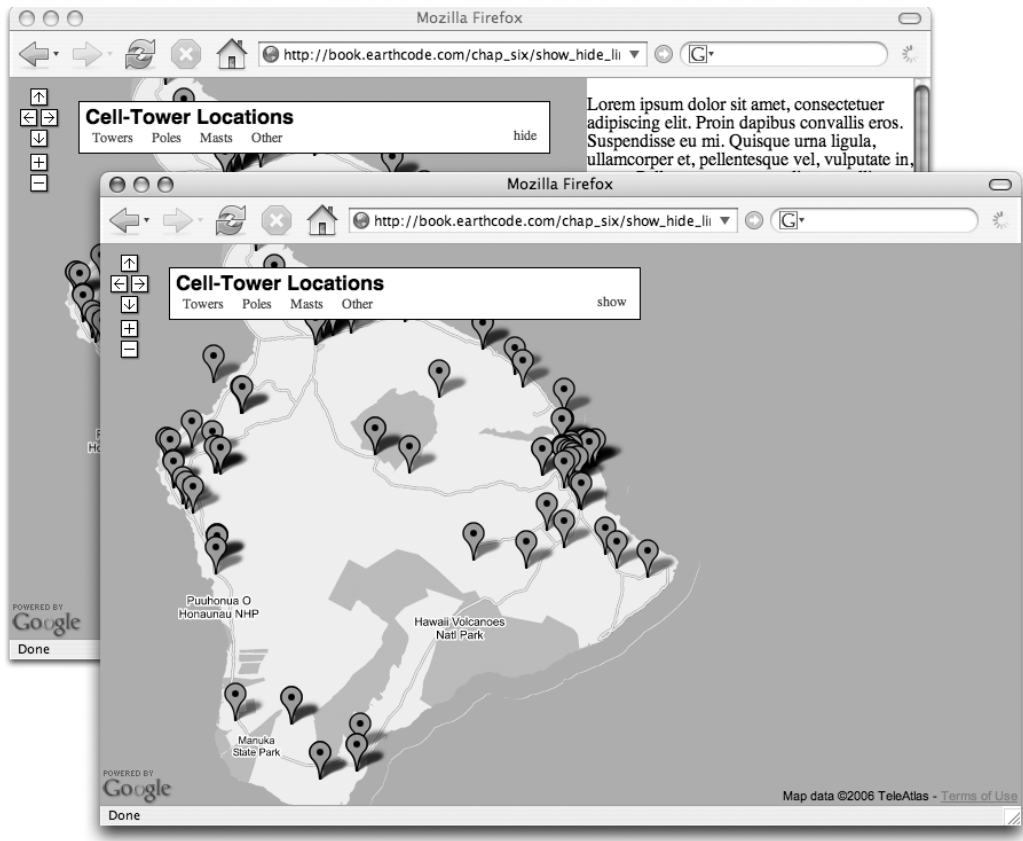 Mozilla Firefox
http://book.earthcode.com/chap_six/show_hide_li
G
Cell-Tower Locations
Towers Poles Masts Other
hide
Lorem ipsum dolor sit amet, consectetuer
adipiscing elit. Proin dapibus convallis eros.
Suspendisse eu mi. Quisque urna ligula,
ullamcorper et, pellentesque vel, vulputate in,
POWERED BY
Google
Done
Mozilla Firefox
http://book.earthcode.com/chap_six/show_hide_li
G
Cell-Tower Locations
Towers Poles Masts Other
show
Puuhonua O
Honaunau NHP
Hawaii Volcanoes
Natl Park
Manuka
State Park
POWERED BY
Google
Map data ©2006 TeleAtlas - Terms of Use
Done